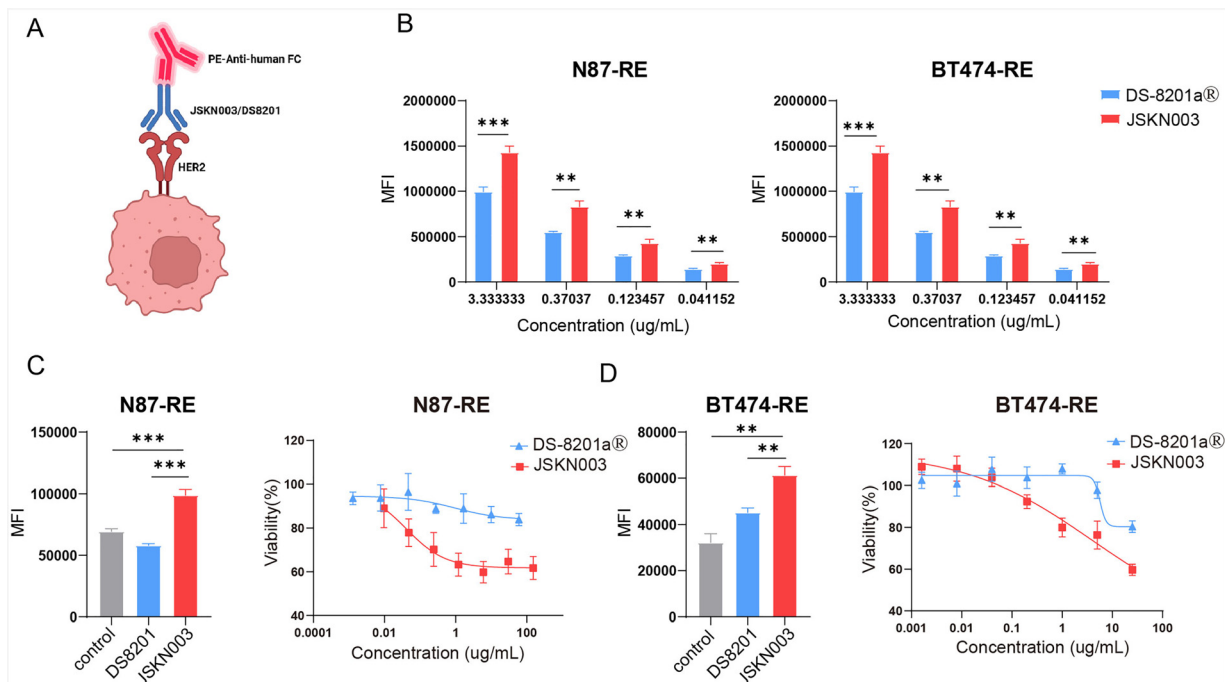 A
PE-Anti-human FC
JSKN003/DS8201
HER2
B
N87-RE
MFI
2000000
1500000
1000000
500000
0
***
**
**
**
3.3333333 0.37037 0.123457 0.041152
Concentration (ug/mL)
BT474-RE
MFI
2000000
1500000
1000000
500000
0
***
**
**
**
3.3333333 0.37037 0.123457 0.041152
Concentration (ug/mL)
DS-8201a®
JSKN003
C
N87-RE
MFI
150000
100000
50000
0
***
***
control DS8201 JSKN003
N87-RE
Viability(%)
120
100
80
60
40
0.0001 0.01 1 100
Concentration (ug/mL)
DS-8201a®
JSKN003
D
BT474-RE
MFI
80000
60000
40000
20000
0
**
**
control DS8201 JSKN003
BT474-RE
Viability(%)
120
100
80
60
40
0.001 0.01 0.1 1 10 100
Concentration (ug/mL)
DS-8201a®
JSKN003